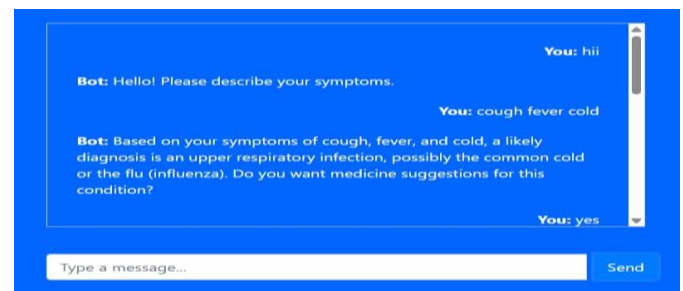 You: hii
Bot: Hello! Please describe your symptoms.
You: cough fever cold
Bot: Based on your symptoms of cough, fever, and cold, a likely
diagnosis is an upper respiratory infection, possibly the common cold
or the flu (influenza). Do you want medicine suggestions for this
condition?
You: yes
Type a message... Send